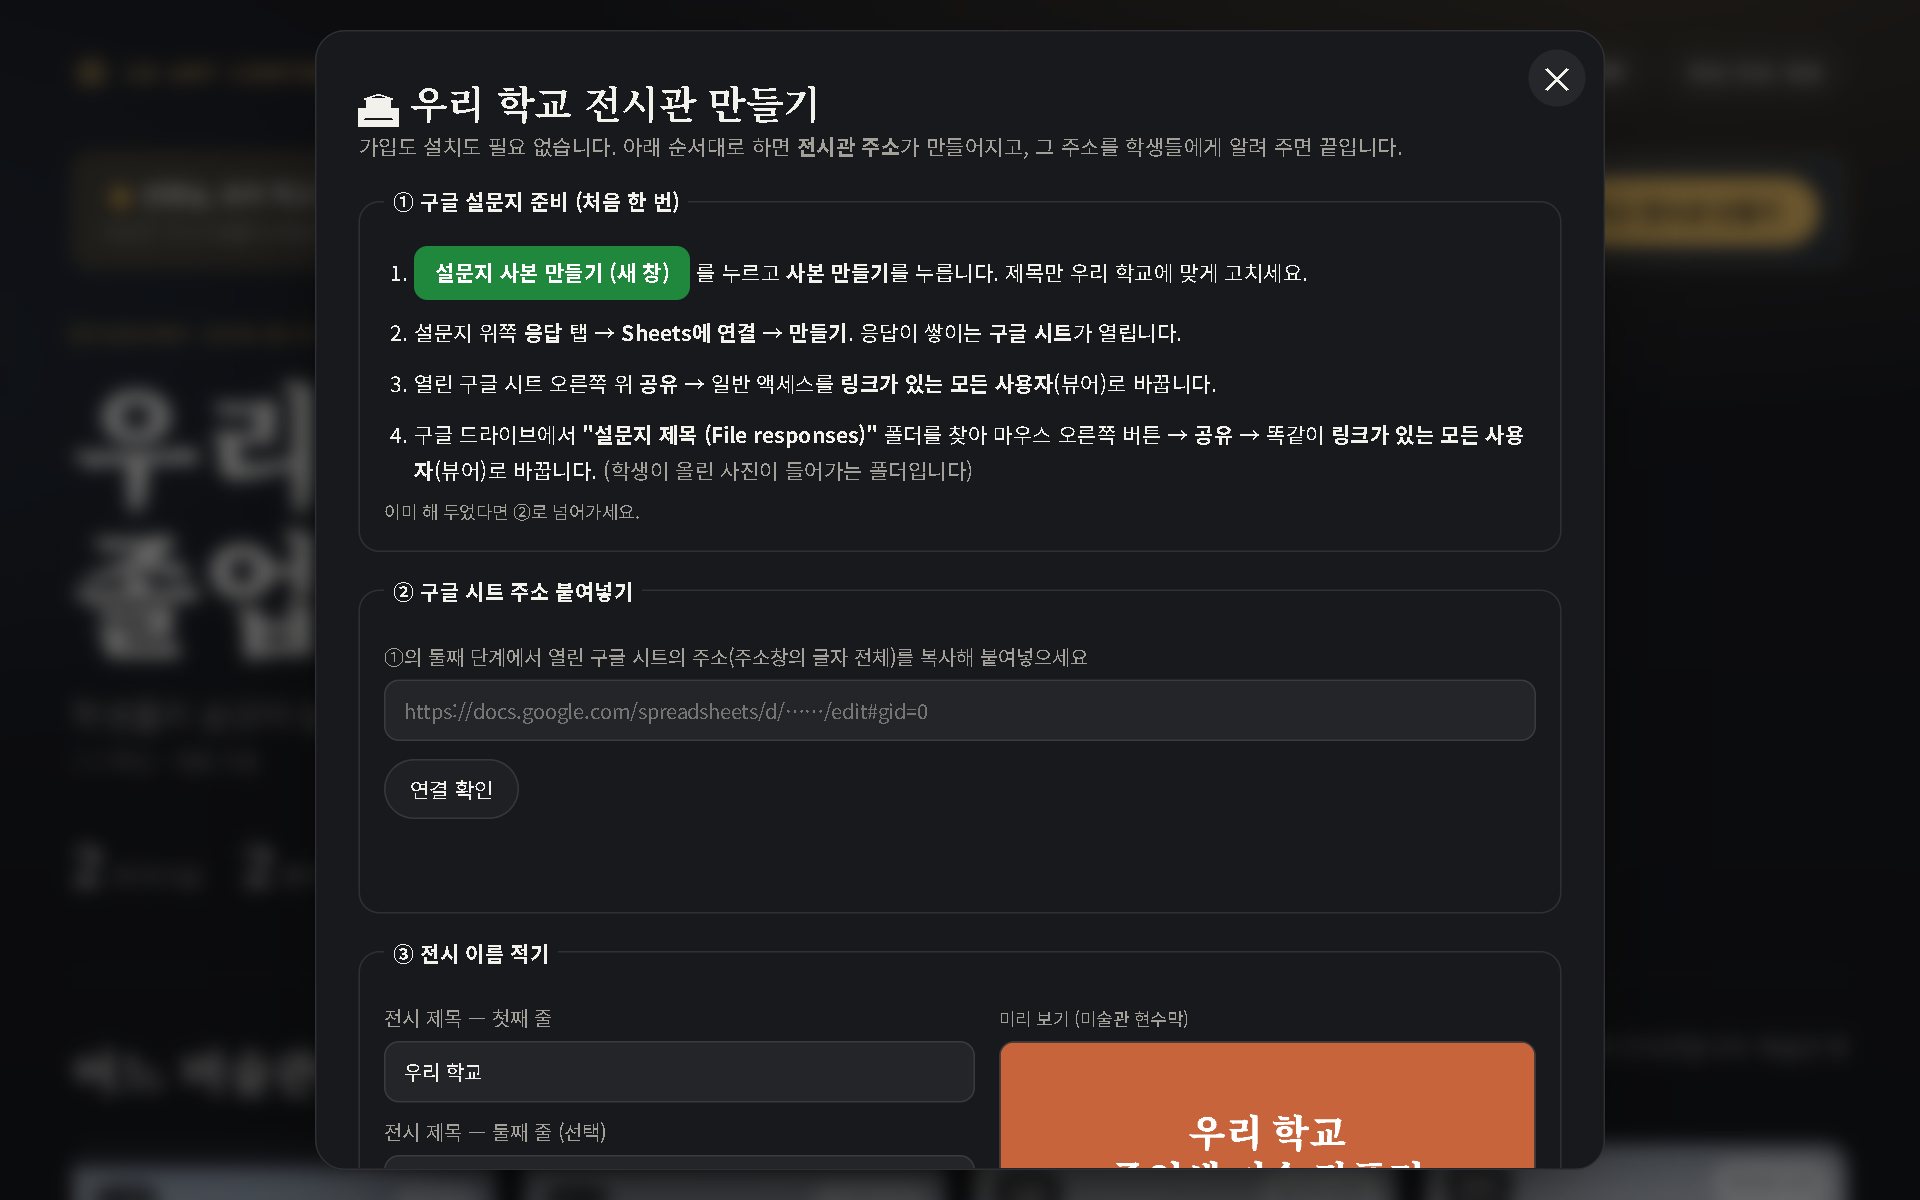 우리 학교 전시관 만들기
가입도 설치도 필요 없습니다. 아래 순서대로 하면 전시관 주소가 만들어지고, 그 주소를 학생들에게 알려 주면 끝입니다.
① 구글 설문지 준비 (처음 한 번)
1. 설문지 사본 만들기 (새 창) 를 누르고 사본 만들기를 누릅니다. 제목만 우리 학교에 맞게 고치세요.
2. 설문지 위쪽 응답 탭 → Sheets에 연결 → 만들기. 응답이 쌓이는 구글 시트가 열립니다.
3. 열린 구글 시트 오른쪽 위 공유 → 일반 액세스를 링크가 있는 모든 사용자(뷰어)로 바꿉니다.
4. 구글 드라이브에서 "설문지 제목 (File responses)" 폴더를 찾아 마우스 오른쪽 버튼 → 공유 → 똑같이 링크가 있는 모든 사용
자(뷰어)로 바꿉니다. (학생이 올린 사진이 들어가는 폴더입니다)
이미 해 두었다면 ②로 넘어가세요.
② 구글 시트 주소 붙여넣기
①의 둘째 단계에서 열린 구글 시트의 주소(주소창의 글자 전체)를 복사해 붙여넣으세요
https://docs.google.com/spreadsheets/d/……/edit#gid=0
연결 확인
③ 전시 이름 적기
전시 제목 — 첫째 줄
미리 보기 (미술관 현수막)
우리 학교
우리 학교
전시 제목 — 둘째 줄 (선택)
우리
졸업
2
2